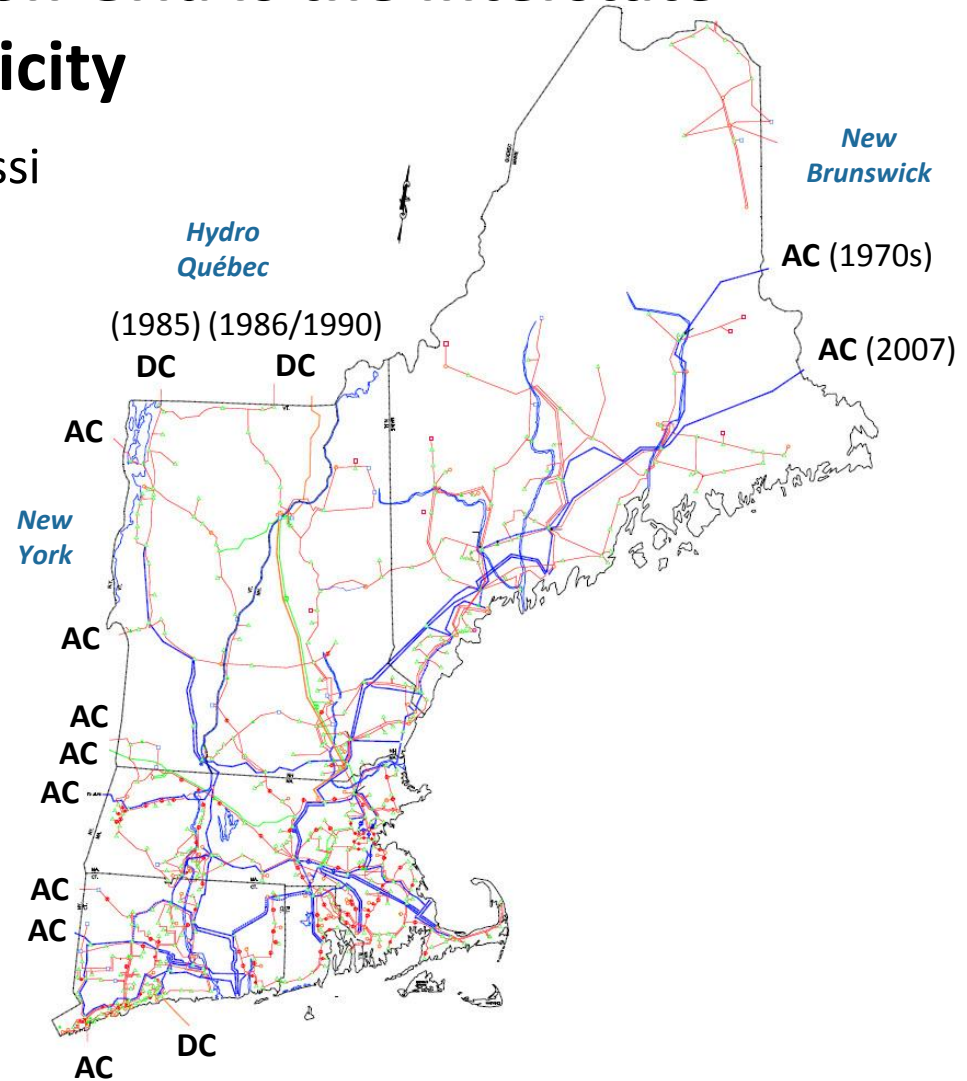 icity
ssi
New
Brunswick
Hydro
Québec
AC (1970s)
(1985) (1986/1990)
DC DC
AC (2007)
AC
New
York
AC
AC
AC
AC
AC
AC
DC
AC